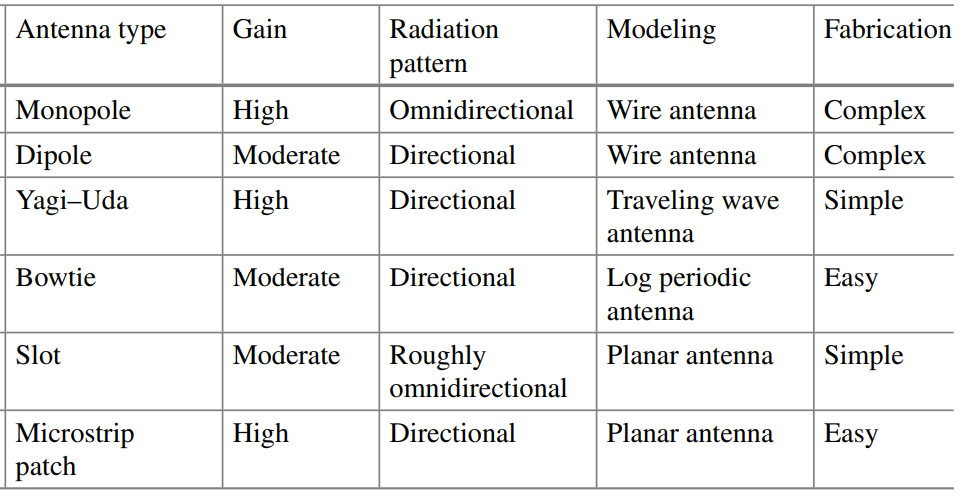 Antenna type Gain Radiation Modeling Fabrication
pattern
Monopole High Omnidirectional Wire antenna Complex
Dipole Moderate Directional Wire antenna Complex
Yagi–Uda High Directional Traveling wave Simple
antenna
Bowtie Moderate Directional Log periodic Easy
antenna
Slot Moderate Roughly Planar antenna Simple
omnidirectional
Microstrip High Directional Planar antenna Easy
patch